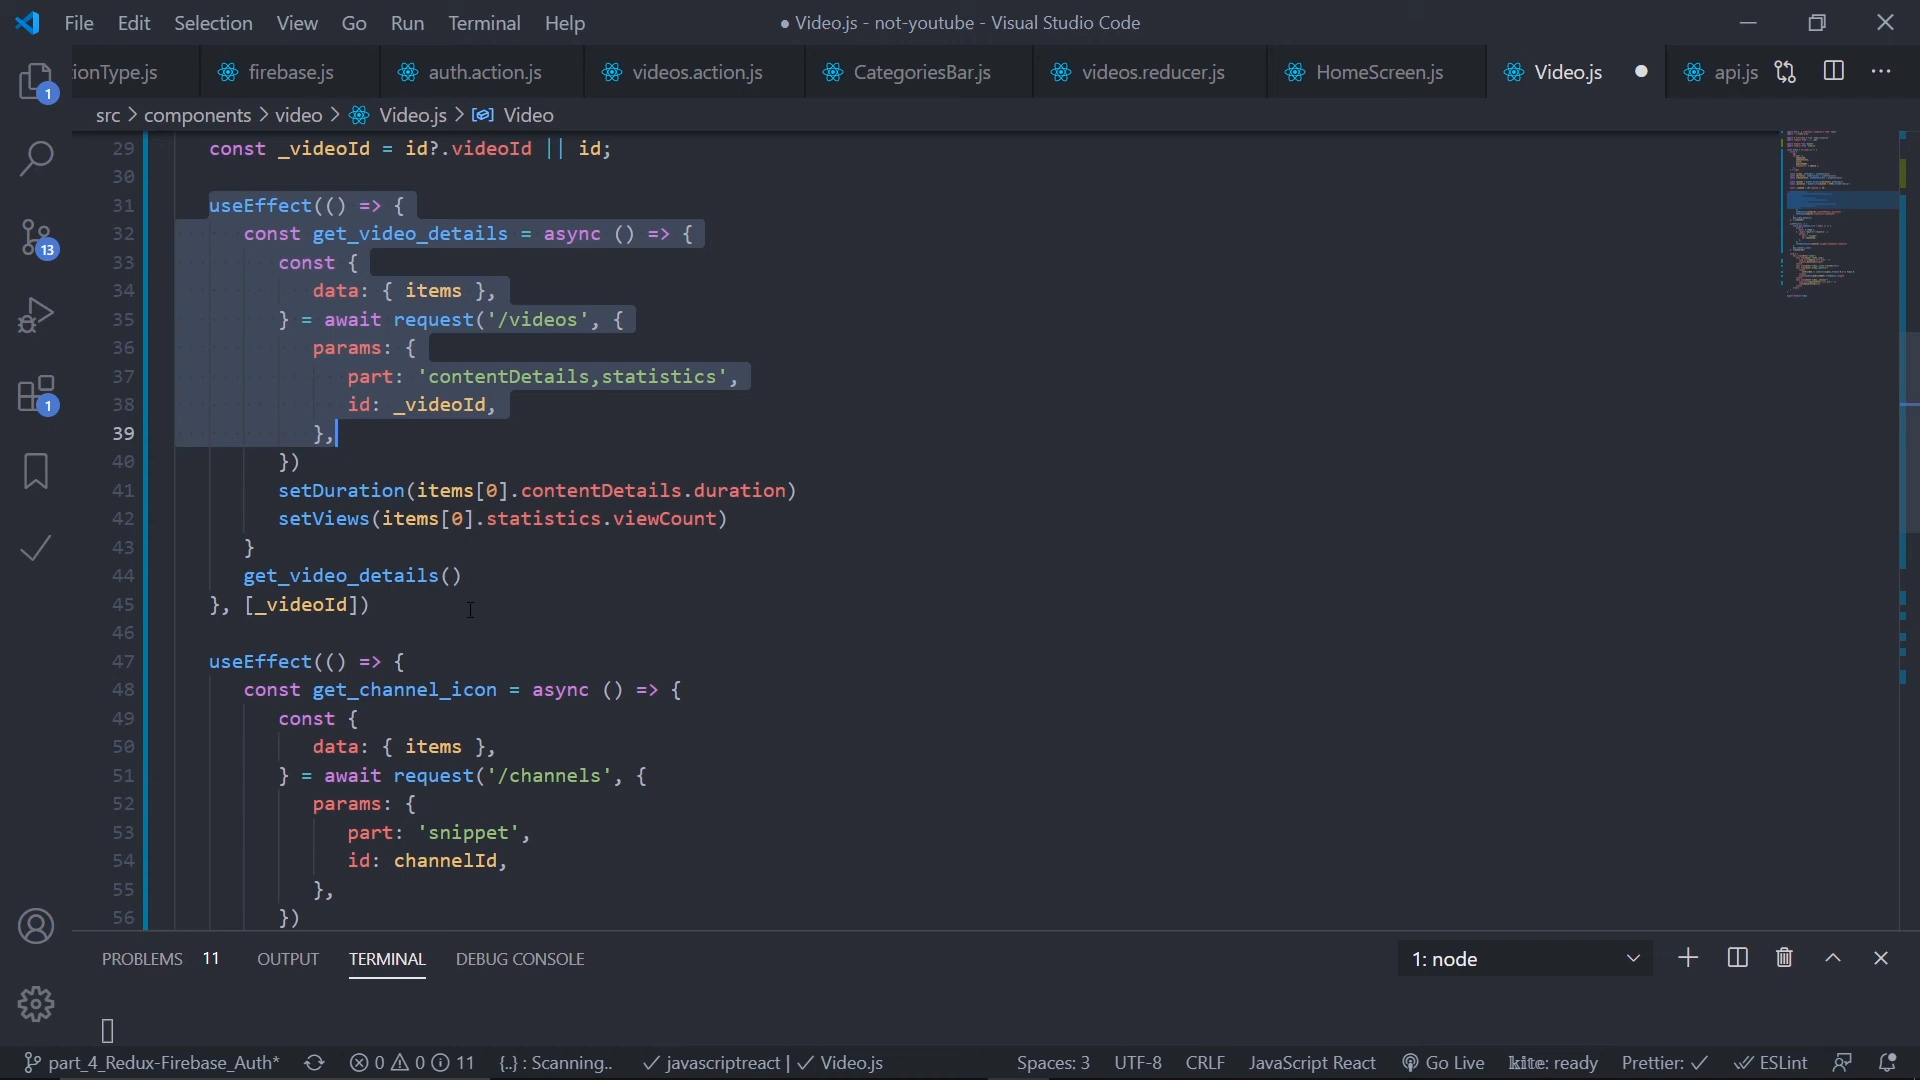 File Edit Selection View Go Run Terminal Help
● Video.js - not-youtube - Visual Studio Code
ionType.js firebase.js auth.action.js videos.action.js CategoriesBar.js videos.reducer.js HomeScreen.js Video.js api.js
src > components > video > Video.js > Video
29 const _videoId = id?.videoId || id;
30
31 useEffect(() => {
32 const get_video_details = async () => {
33 const {
34 data: { items },
35 } = await request('/videos', {
36 params: {
37 part: 'contentDetails,statistics',
38 id: _videoId,
39 },
40 })
41 setDuration(items[0].contentDetails.duration)
42 setViews(items[0].statistics.viewCount)
43 }
44 get_video_details()
45 }, [_videoId])
46
47 useEffect(() => {
48 const get_channel_icon = async () => {
49 const {
50 data: { items },
51 } = await request('/channels', {
52 params: {
53 part: 'snippet',
54 id: channelId,
55 },
56 })
1
13
1
PROBLEMS 11 OUTPUT TERMINAL DEBUG CONSOLE 1: node
part_4_Redux-Firebase_Auth* 0 0 11 {..} : Scanning.. ✓ javascriptreact | ✓ Video.js Spaces: 3 UTF-8 CRLF JavaScript React Go Live kite: ready Prettier: ✓ ESLint